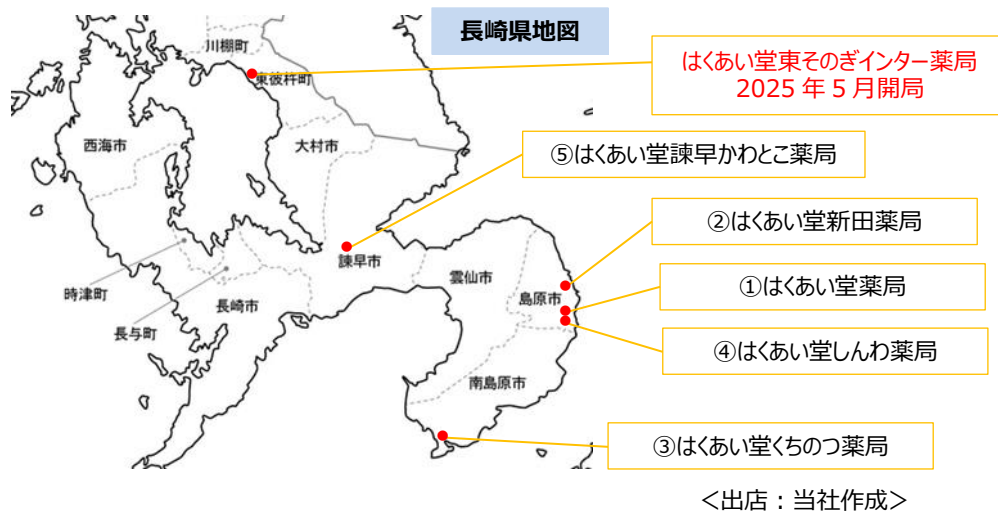 長崎県地図
川棚町
はくあい堂東そのぎインター薬局
2025 年 5 月開局
東彼杵町
西海市
大村市
⑤はくあい堂諫早かわとこ薬局
②はくあい堂新田薬局
諫早市
雲仙市
時津町
島原市
①はくあい堂薬局
長崎市
長与町
④はくあい堂しんわ薬局
南島原市
③はくあい堂くちのつ薬局
＜出店：当社作成＞